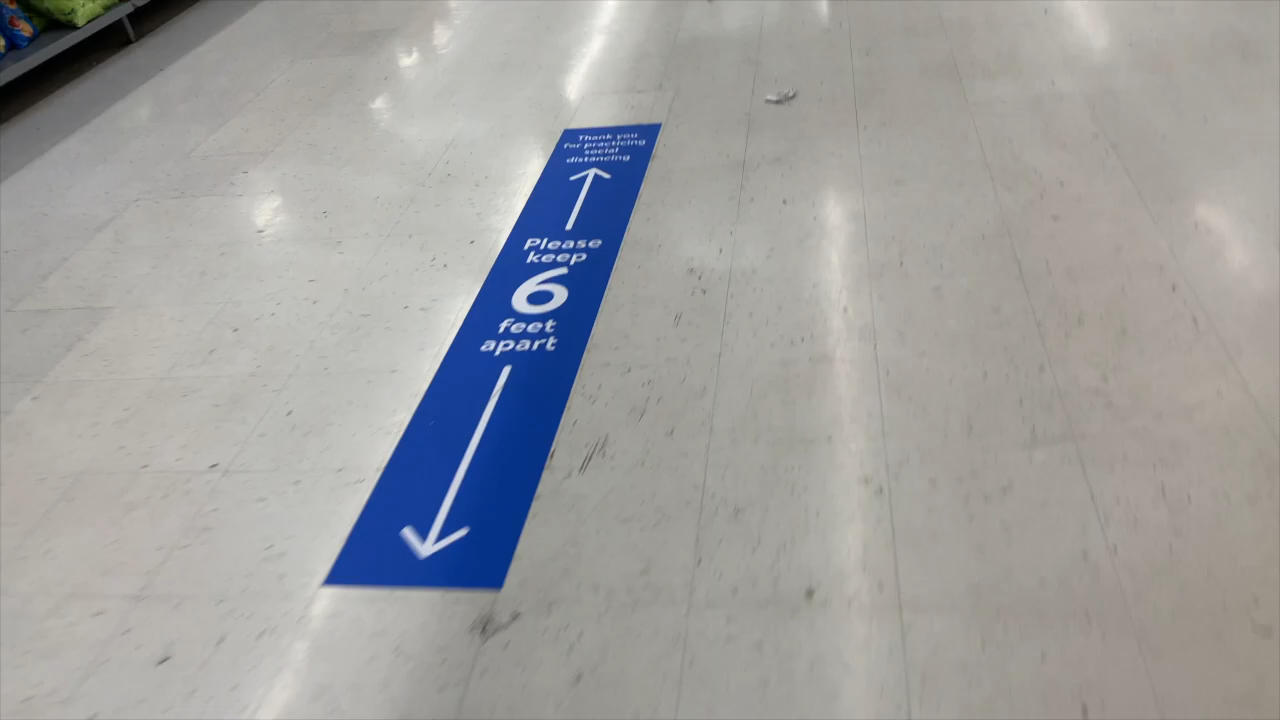 Thank you
for practicing
social
distancing
Please
keep
6
feet
apart